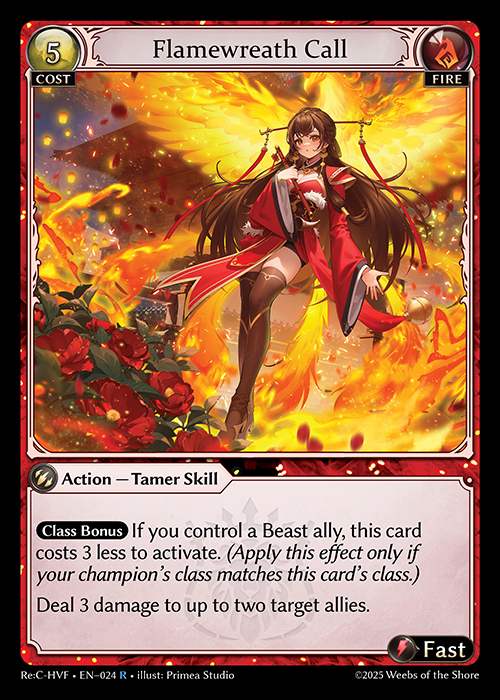 5
Flamewreath Call
COST
FIRE
Action — Tamer Skill
Class Bonus If you control a Beast ally, this card
costs 3 less to activate. (Apply this effect only if
your champion's class matches this card's class.)
Deal 3 damage to up to two target allies.
Fast
Re:C-HVF • EN-024 R • illust: Primea Studio
©2025 Weebs of the Shore